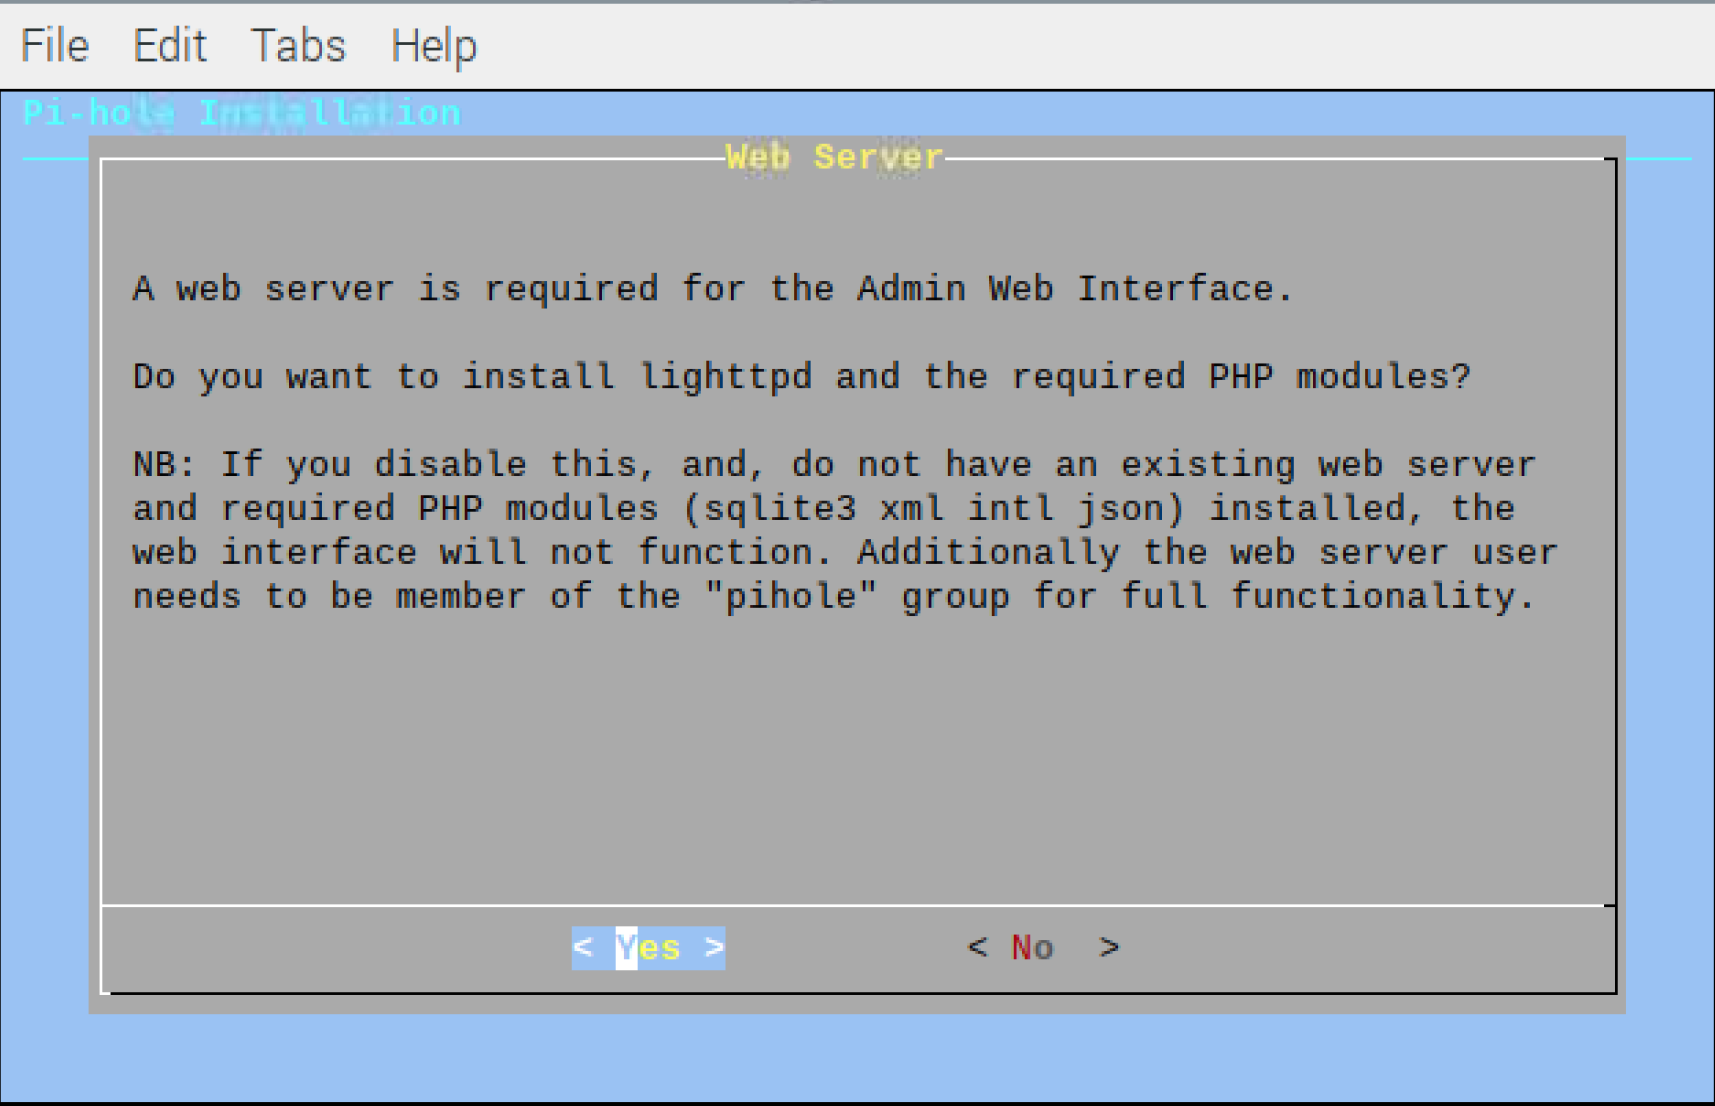 File Edit Tabs Help
Pi-hole Installation
Web Server
A web server is required for the Admin Web Interface.
Do you want to install lighttpd and the required PHP modules?
NB: If you disable this, and, do not have an existing web server
and required PHP modules (sqlite3 xml intl json) installed, the
web interface will not function. Additionally the web server user
needs to be member of the "pihole" group for full functionality.
< Yes > < No >